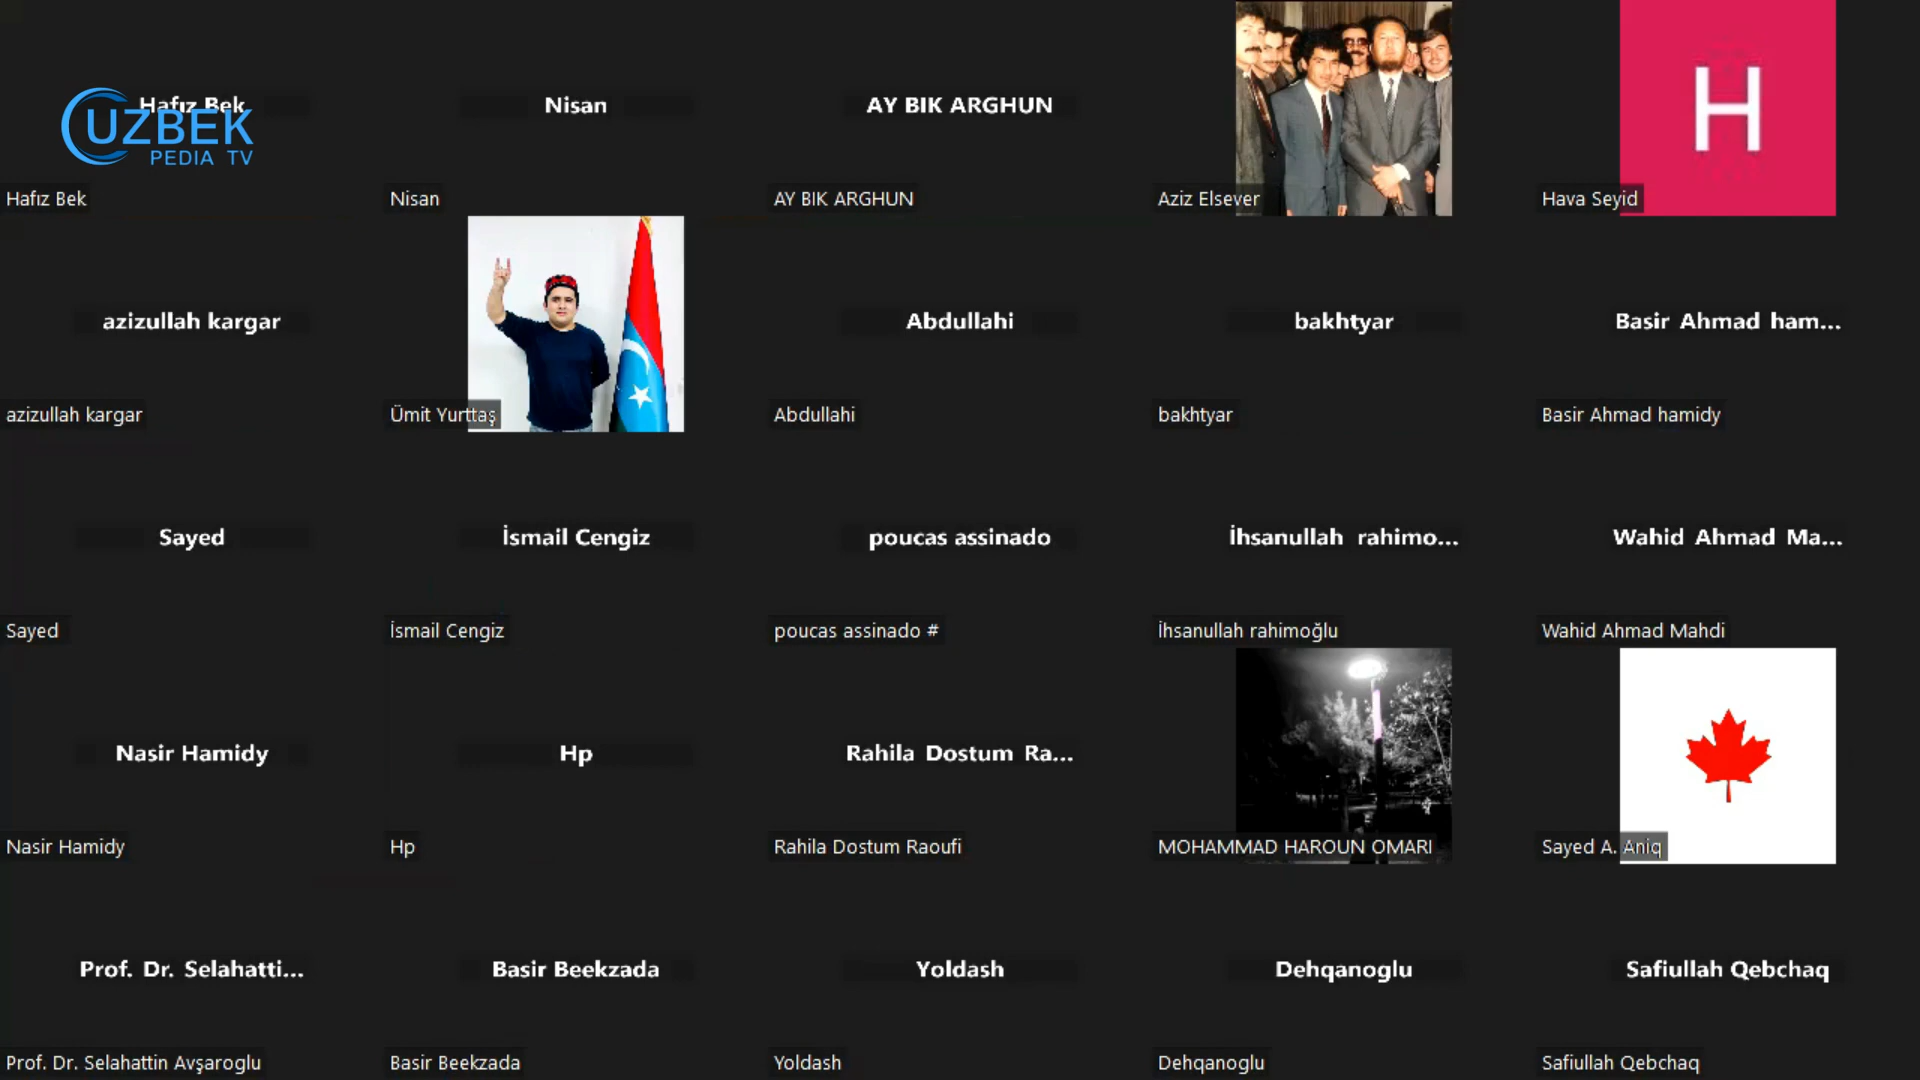 Hafız Bek
UZBEK
PEDIA TV
Nisan
AY BIK ARGHUN
H
Hafız Bek
Nisan
AY BIK ARGHUN
Aziz Elsever
Hava Seyid
azizullah kargar
Abdullahi
bakhtyar
Basir Ahmad ham...
azizullah kargar
Ümit Yurttaş
Abdullahi
bakhtyar
Basir Ahmad hamidy
Sayed
İsmail Cengiz
poucas assinado
İhsanullah rahimo...
Wahid Ahmad Ma...
Sayed
İsmail Cengiz
poucas assinado #
İhsanullah rahimoğlu
Wahid Ahmad Mahdi
Nasir Hamidy
Hp
Rahila Dostum Ra...
Nasir Hamidy
Hp
Rahila Dostum Raoufi
MOHAMMAD HAROUN OMARI
Sayed A. Aniq
Prof. Dr. Selahatti...
Basir Beekzada
Yoldash
Dehqanoglu
Safiullah Qebchaq
Prof. Dr. Selahattin Avşaroglu
Basir Beekzada
Yoldash
Dehqanoglu
Safiullah Qebchaq